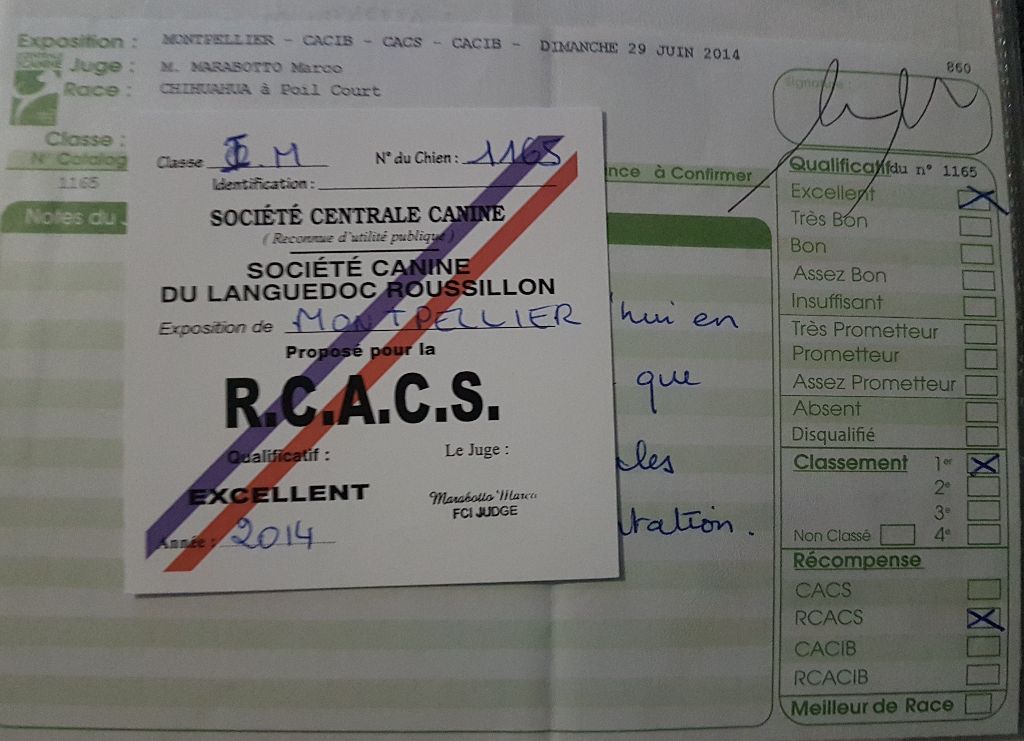 Exposition : MONTPELLIER - CACIB - CACS - CACIB - DIMANCHE 29 JUIN 2014
Juge : M. MARABOTTO Marco
860
Race : CHIHUAHUA à Poil Court
Classe :
N° Catalog
1165
Notes du
nce à Confirmer
'hui en
que
les
tation.
Classe I.M N° du Chien : 1165
Identification :
SOCIÉTÉ CENTRALE CANINE
( Reconnue d'utilité publique )
SOCIÉTÉ CANINE
DU LANGUEDOC ROUSSILLON
Exposition de MONTPELLIER
Proposé pour la
R.C.A.C.S.
Qualificatif : Le Juge :
EXCELLENT Marabotto Marco
FCI JUDGE
Année : 2014
Signature :
Qualificatif du n° 1165
Excellent X
Très Bon
Bon
Assez Bon
Insuffisant
Très Prometteur
Prometteur
Assez Prometteur
Absent
Disqualifié
Classement 1er X
2e
3e
Non Classé 4e
Récompense
CACS
RCACS X
CACIB
RCACIB
Meilleur de Race